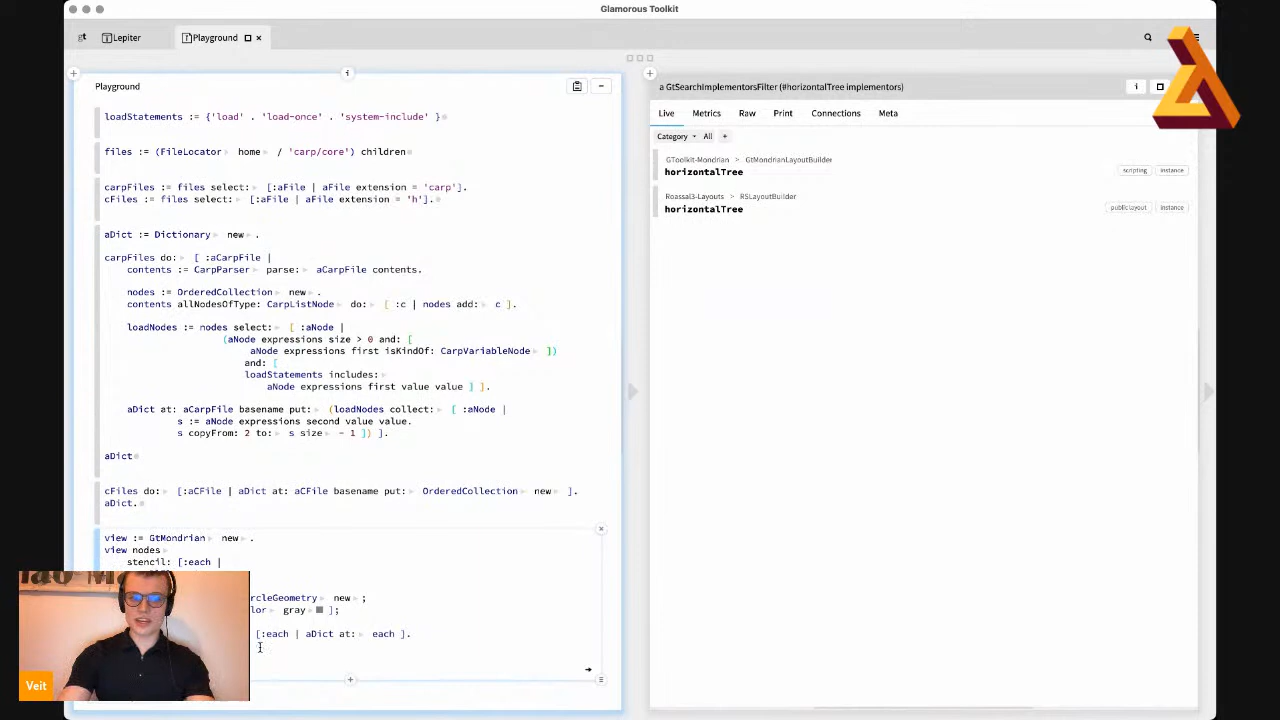 Glamorous Toolkit
gt
Lepiter
Playground
Playground
loadStatements := {'load' . 'load-once' . 'system-include' }
files := (FileLocator home / 'carp/core') children
carpFiles := files select: [:aFile | aFile extension = 'carp'].
cFiles := files select: [:aFile | aFile extension = 'h'].
aDict := Dictionary new .
carpFiles do: [ :aCarpFile |
contents := CarpParser parse: aCarpFile contents.
nodes := OrderedCollection new .
contents allNodesOfType: CarpListNode do: [ :c | nodes add: c ].
loadNodes := nodes select: [ :aNode |
(aNode expressions size > 0 and: [
aNode expressions first isKindOf: CarpVariableNode ])
and: [
loadStatements includes:
aNode expressions first value value ] ].
aDict at: aCarpFile basename put: (loadNodes collect: [ :aNode |
s := aNode expressions second value value.
s copyFrom: 2 to: s size - 1 ]) ].
aDict
cFiles do: [:aCFile | aDict at: aCFile basename put: OrderedCollection new ].
aDict.
view := GtMondrian new .
view nodes
stencil: [:each |
rcleGeometry new ;
lor gray ];
[:each | aDict at: each ].
Veit
a GtSearchImplementorsFilter (#horizontalTree implementors)
i
Live
Metrics
Raw
Print
Connections
Meta
Category
All
+
GToolkit-Mondrian > GtMondrianLayoutBuilder
horizontalTree
scripting
instance
Roassal3-Layouts > RSLayoutBuilder
horizontalTree
public layout
instance